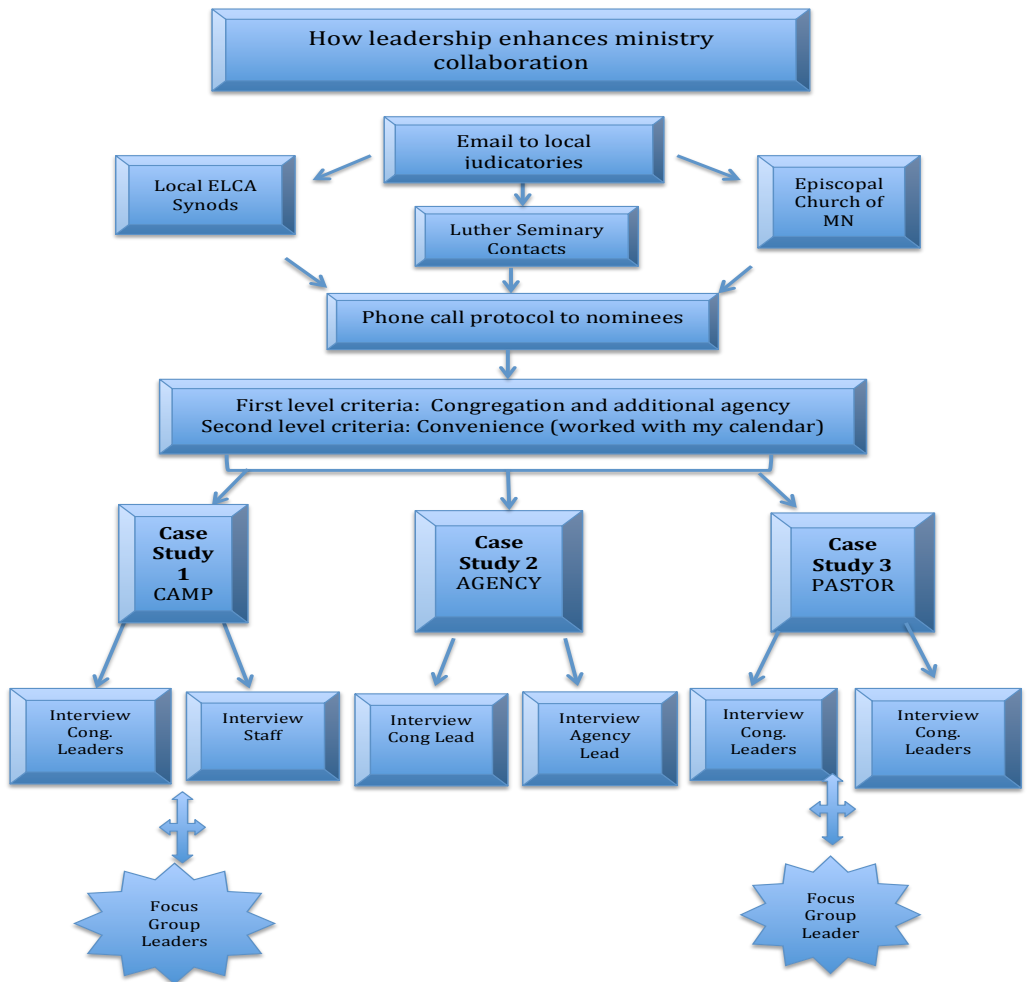 How leadership enhances ministry
collaboration
Email to local
judicatories
Local ELCA
Synods
Episcopal
Church of
MN
Luther Seminary
Contacts
Phone call protocol to nominees
First level criteria: Congregation and additional agency
Second level criteria: Convenience (worked with my calendar)
Case
Study
1
CAMP
Case
Study 2
AGENCY
Case
Study 3
PASTOR
Interview
Cong.
Leaders
Interview
Staff
Interview
Cong Lead
Interview
Agency
Lead
Interview
Cong.
Leaders
Interview
Cong.
Leaders
Focus
Group
Leaders
Focus
Group
Leader